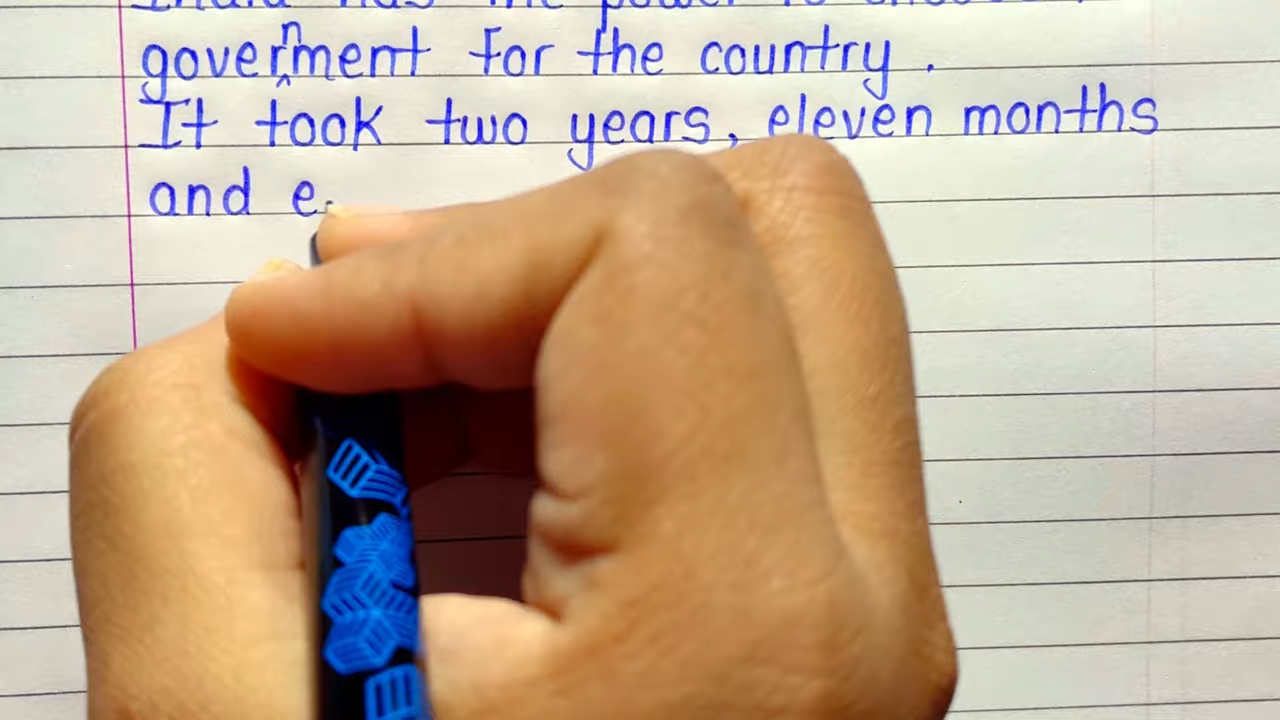 government for the country.
It took two years, eleven months
and e